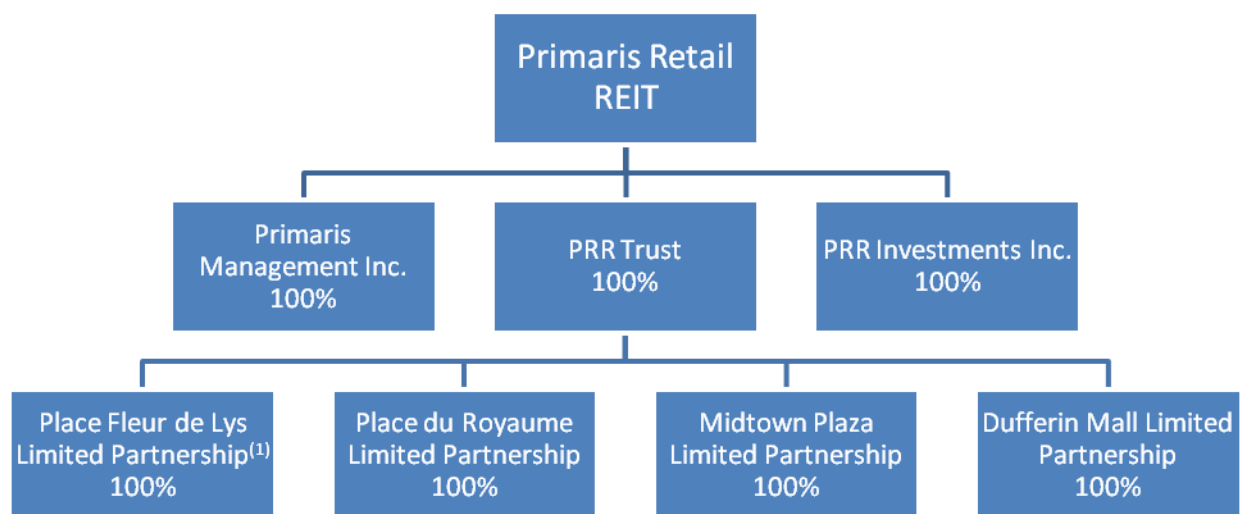 Primaris Retail
REIT
Primaris
Management Inc.
100%
PRR Trust
100%
PRR Investments Inc.
100%
Place Fleur de Lys
Limited Partnership(1)
100%
Place du Royaume
Limited Partnership
100%
Midtown Plaza
Limited Partnership
100%
Dufferin Mall Limited
Partnership
100%